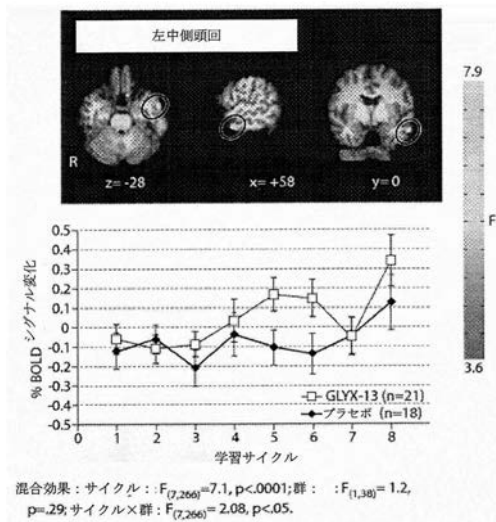 左中側頭回
7.9
R
z= -28
x= +58
y= 0
F
3.6
% BOLD シグナル変化
0.5
0.4
0.3
0.2
0.1
0
-0.1
-0.2
-0.3
-0.4
-0.5
GLYX-13 (n=21)
プラセボ(n=18)
0 1 2 3 4 5 6 7 8
学習サイクル
混合効果：サイクル：:F(7,266)=7.1, p<.0001;群： :F(1,38)= 1.2,
p=.29;サイクル×群：F(7,266)= 2.08, p<.05.